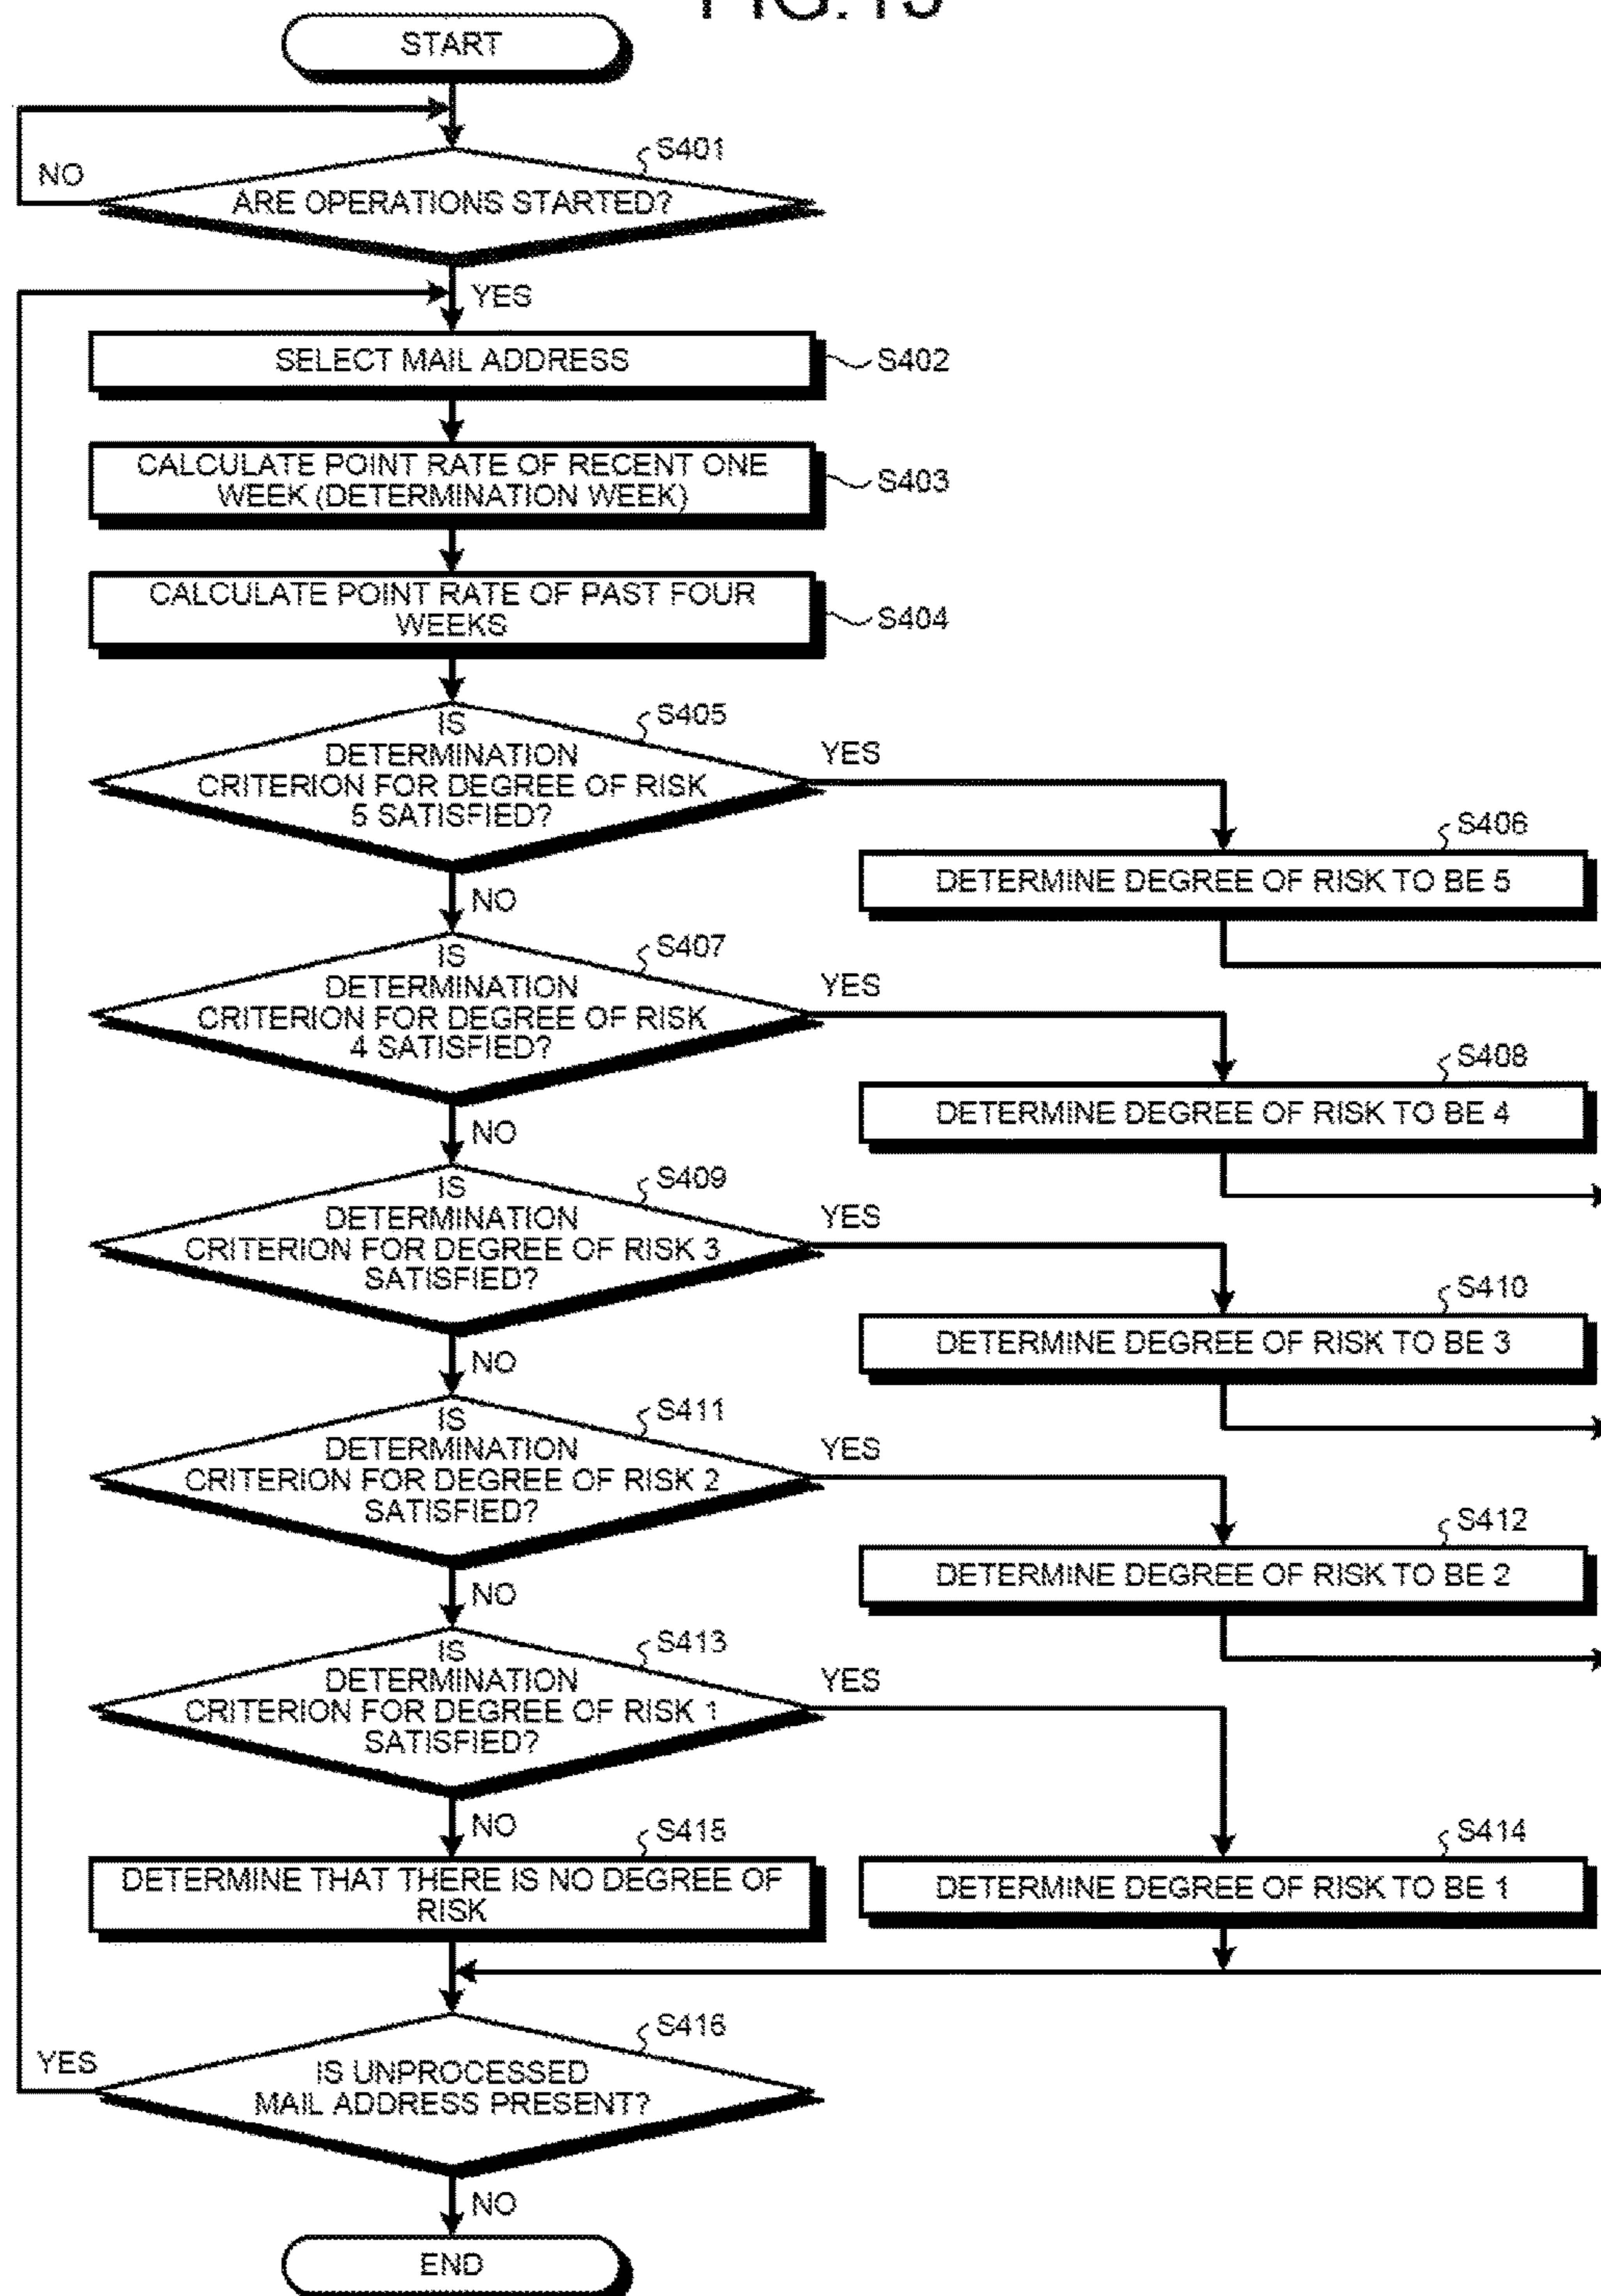 FIG.15
START
S401
NO
ARE OPERATIONS STARTED?
YES
SELECT MAIL ADDRESS
S402
CALCULATE POINT RATE OF RECENT ONE
WEEK (DETERMINATION WEEK)
S403
CALCULATE POINT RATE OF PAST FOUR
WEEKS
S404
S405
IS
DETERMINATION
CRITERION FOR DEGREE OF RISK
5 SATISFIED?
YES
S406
DETERMINE DEGREE OF RISK TO BE 5
NO
S407
IS
DETERMINATION
CRITERION FOR DEGREE OF RISK
4 SATISFIED?
YES
S408
DETERMINE DEGREE OF RISK TO BE 4
NO
S409
IS
DETERMINATION
CRITERION FOR DEGREE OF RISK 3
SATISFIED?
YES
S410
DETERMINE DEGREE OF RISK TO BE 3
NO
S411
IS
DETERMINATION
CRITERION FOR DEGREE OF RISK 2
SATISFIED?
YES
S412
DETERMINE DEGREE OF RISK TO BE 2
NO
S413
IS
DETERMINATION
CRITERION FOR DEGREE OF RISK 1
SATISFIED?
YES
NO
S415
DETERMINE THAT THERE IS NO DEGREE OF
RISK
S414
DETERMINE DEGREE OF RISK TO BE 1
S416
YES
IS UNPROCESSED
MAIL ADDRESS PRESENT?
NO
END